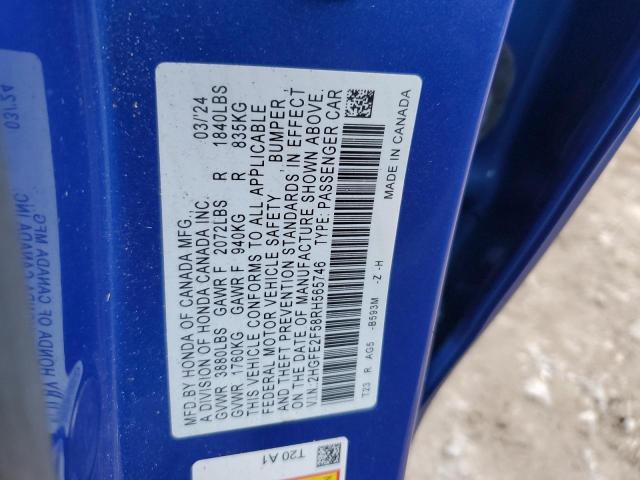 MFD BY HONDA OF CANADA MFG. 03/'24
A DIVISION OF HONDA CANADA INC.
GVWR 3880LBS GAWR F 2072LBS R 1840LBS
GVWR 1760KG GAWR F 940KG R 835KG
THIS VEHICLE CONFORMS TO ALL APPLICABLE
FEDERAL MOTOR VEHICLE SAFETY, BUMPER,
AND THEFT PREVENTION STANDARDS IN EFFECT
ON THE DATE OF MANUFACTURE SHOWN ABOVE.
V.I.N.:2HGFE2F58RH565746 TYPE: PASSENGER CAR
T23 R AG5 -B593M -Z -H
MADE IN CANADA
T20 A1